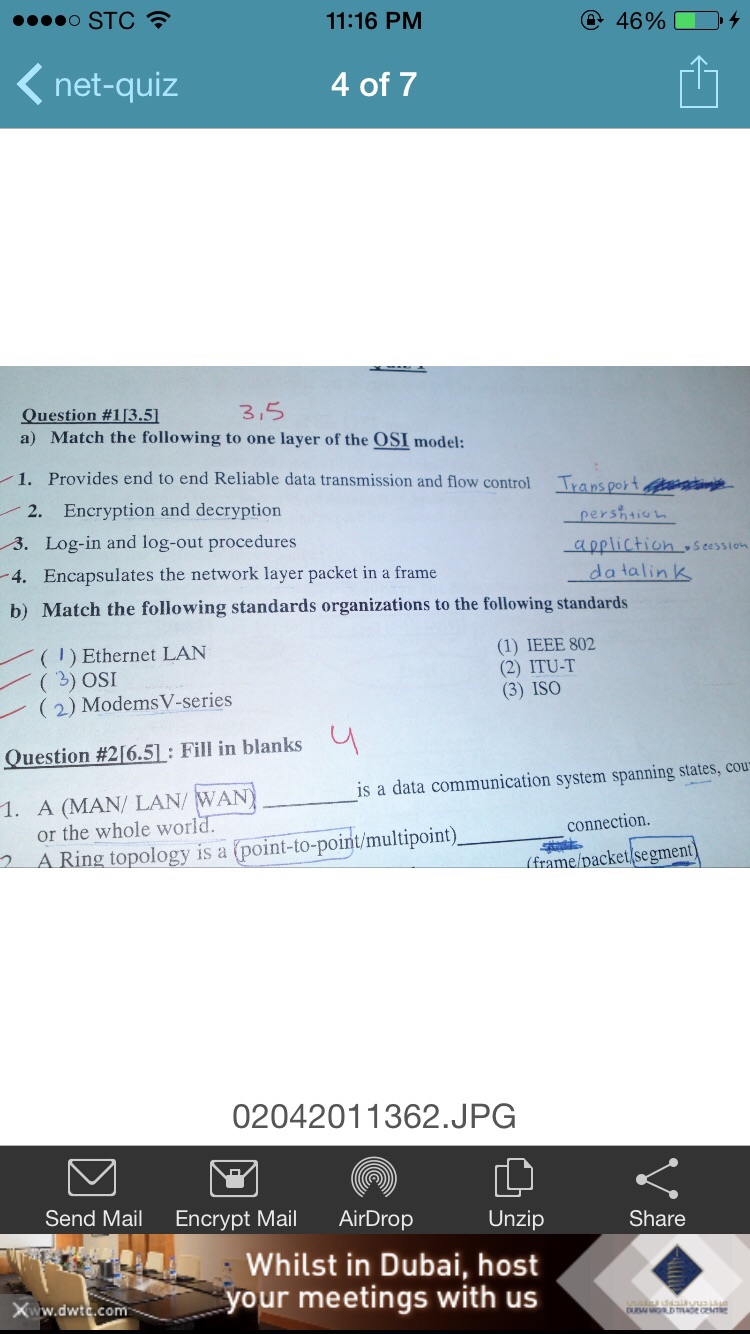 STC 11:16 PM 46%
net-quiz 4 of 7
Question #1[3.5] 3,5
a) Match the following to one layer of the OSI model:
1. Provides end to end Reliable data transmission and flow control Transport
2. Encryption and decryption pershtion
3. Log-in and log-out procedures appliction , seession
4. Encapsulates the network layer packet in a frame datalink
b) Match the following standards organizations to the following standards
(1) Ethernet LAN (1) IEEE 802
(3) OSI (2) ITU-T
(2) ModemsV-series (3) ISO
Question #2[6.5] : Fill in blanks 4
1. A (MAN/ LAN/ WAN) __________ is a data communication system spanning states, cou
or the whole world.
2 A Ring topology is a (point-to-point/multipoint)__________ connection.
(frame/packet/segment)
02042011362.JPG
Send Mail Encrypt Mail AirDrop Unzip Share
Whilst in Dubai, host
your meetings with us
www.dwtc.com
DUBAI WORLD TRADE CENTRE